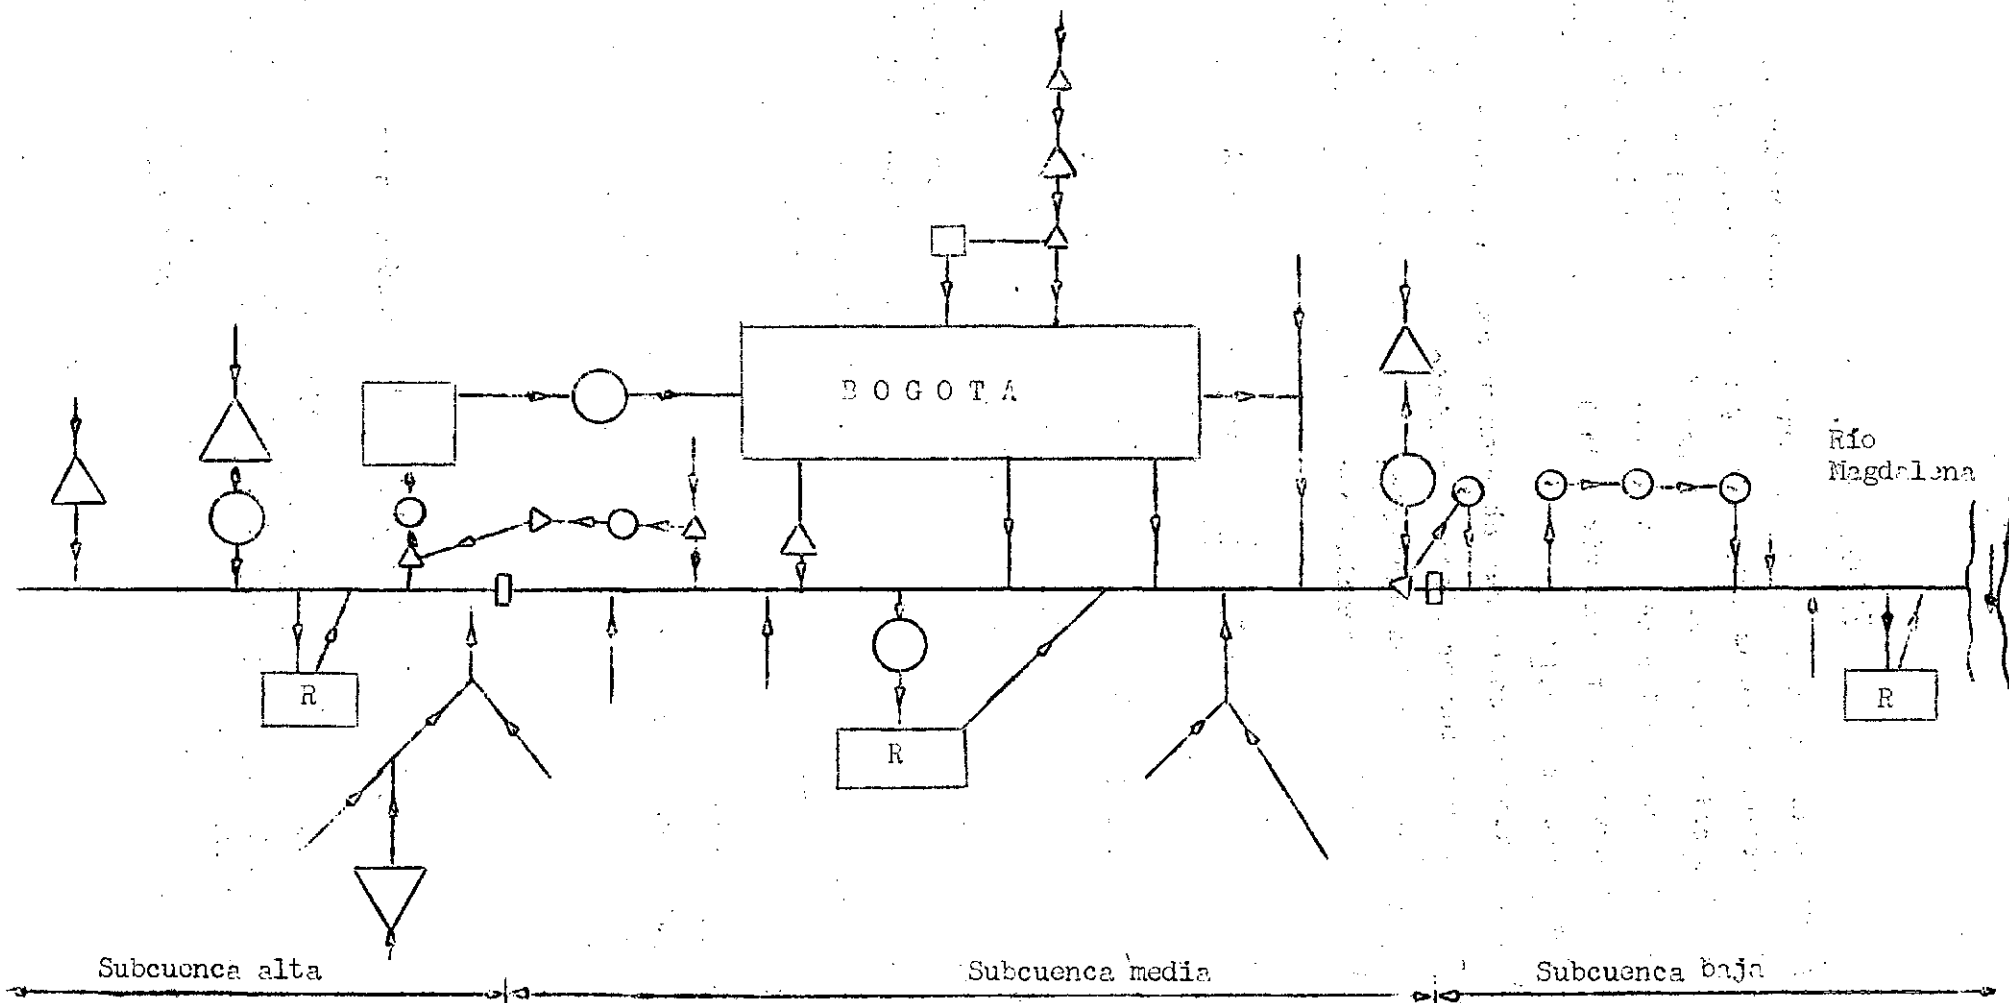 BOGOTA
Río
Magdalena
R
R
R
Subcuenca alta
Subcuenca media
Subcuenca baja